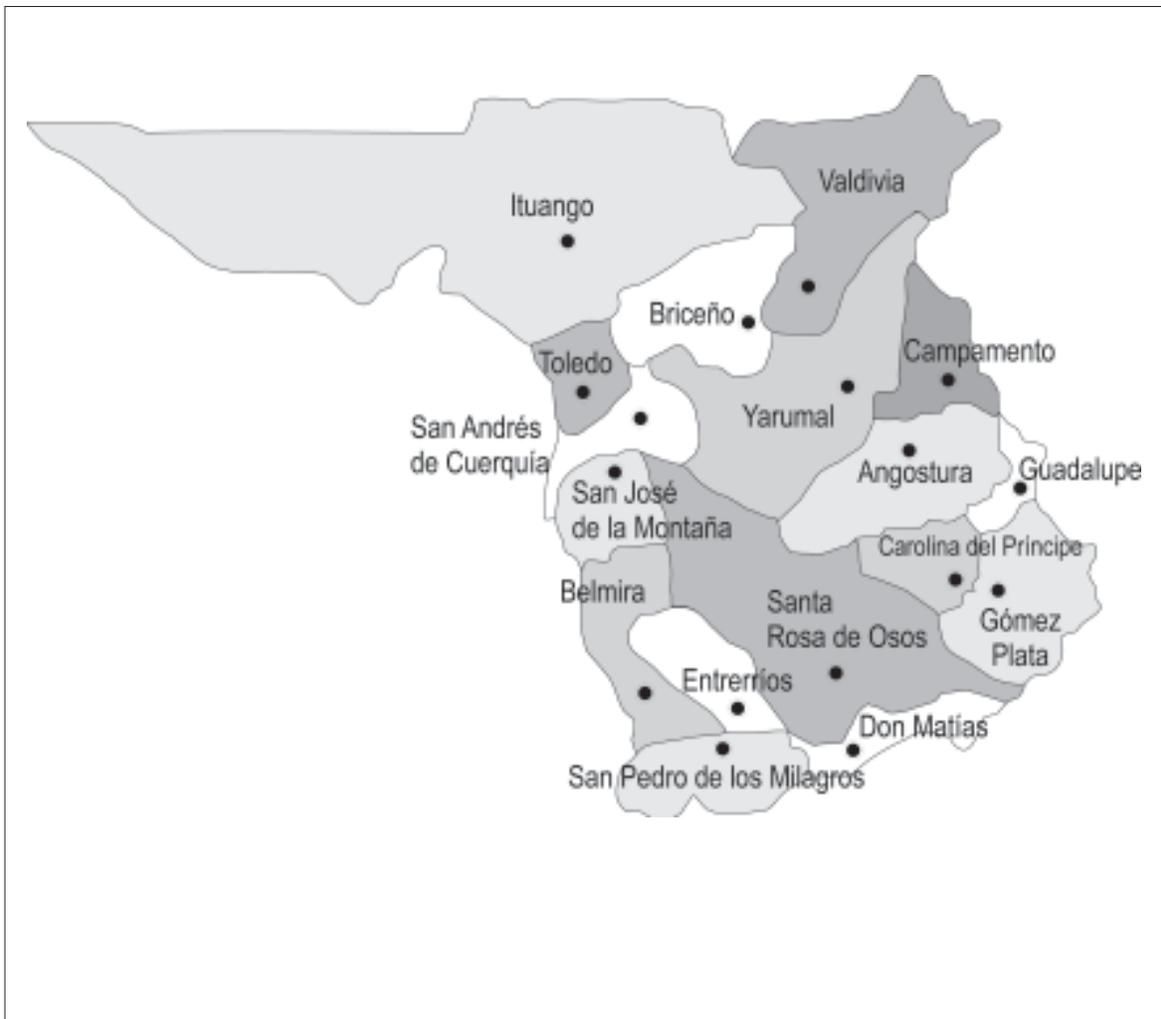 Valdivia
Ituango
Briceño
Toledo
Campamento
Yarumal
San Andrés
de Cuerquía
Angostura
Guadalupe
San José
de la Montaña
Carolina del Príncipe
Belmira
Santa
Rosa de Osos
Gómez
Plata
Entrerríos
Don Matías
San Pedro de los Milagros